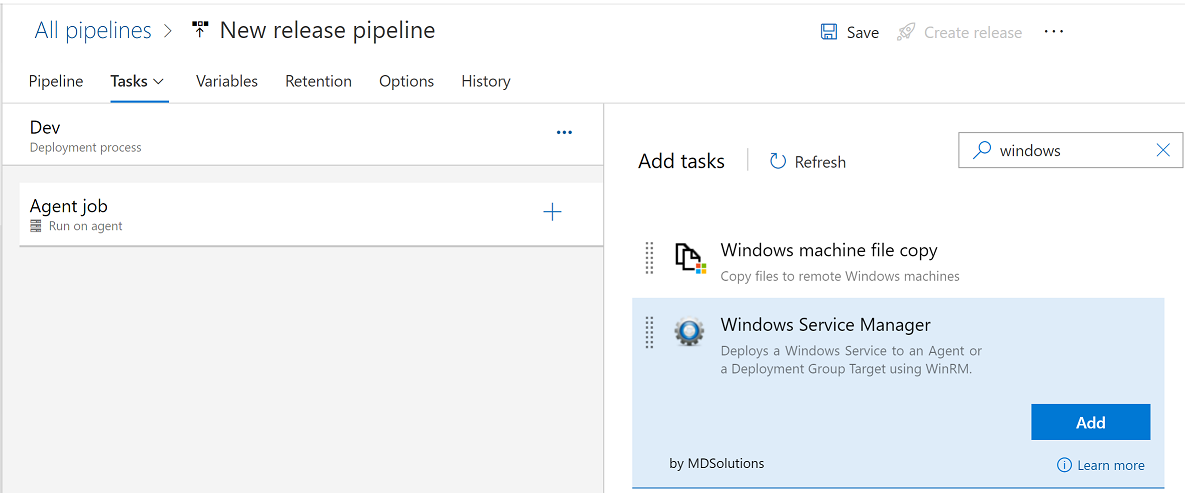 All pipelines > New release pipeline
Save
Create release
...
Pipeline
Tasks
Variables
Retention
Options
History
Dev
Deployment process
...
Agent job
Run on agent
Add tasks
Refresh
windows
Windows machine file copy
Copy files to remote Windows machines
Windows Service Manager
Deploys a Windows Service to an Agent or
a Deployment Group Target using WinRM.
Add
by MDSolutions
Learn more